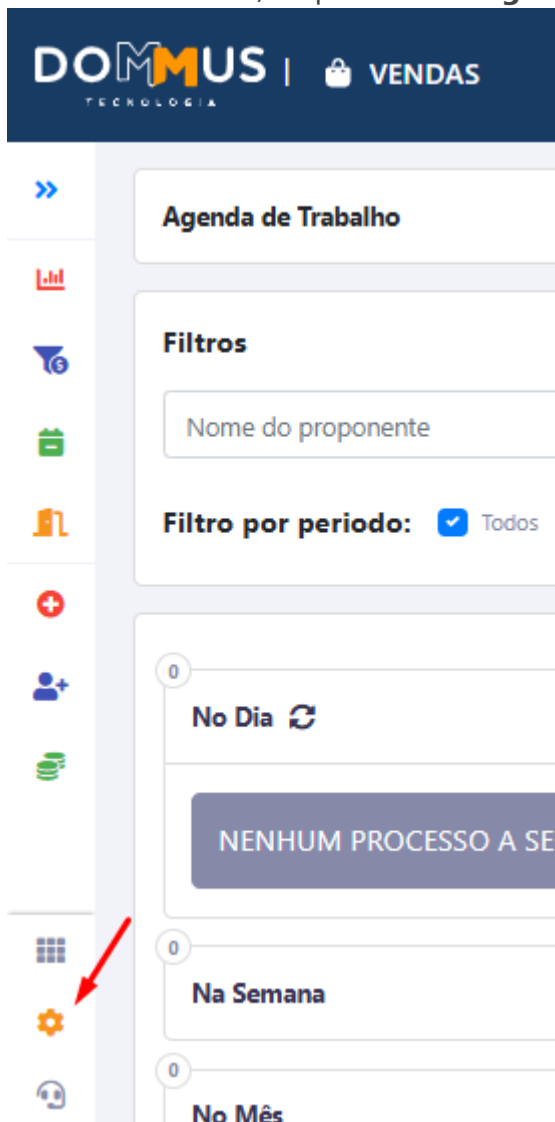 DOMMUS | VENDAS
TECNOLOGIA
Agenda de Trabalho
Filtros
Nome do proponente
Filtro por periodo: Todos
0
No Dia
NENHUM PROCESSO A SE
0
Na Semana
0
No Mês